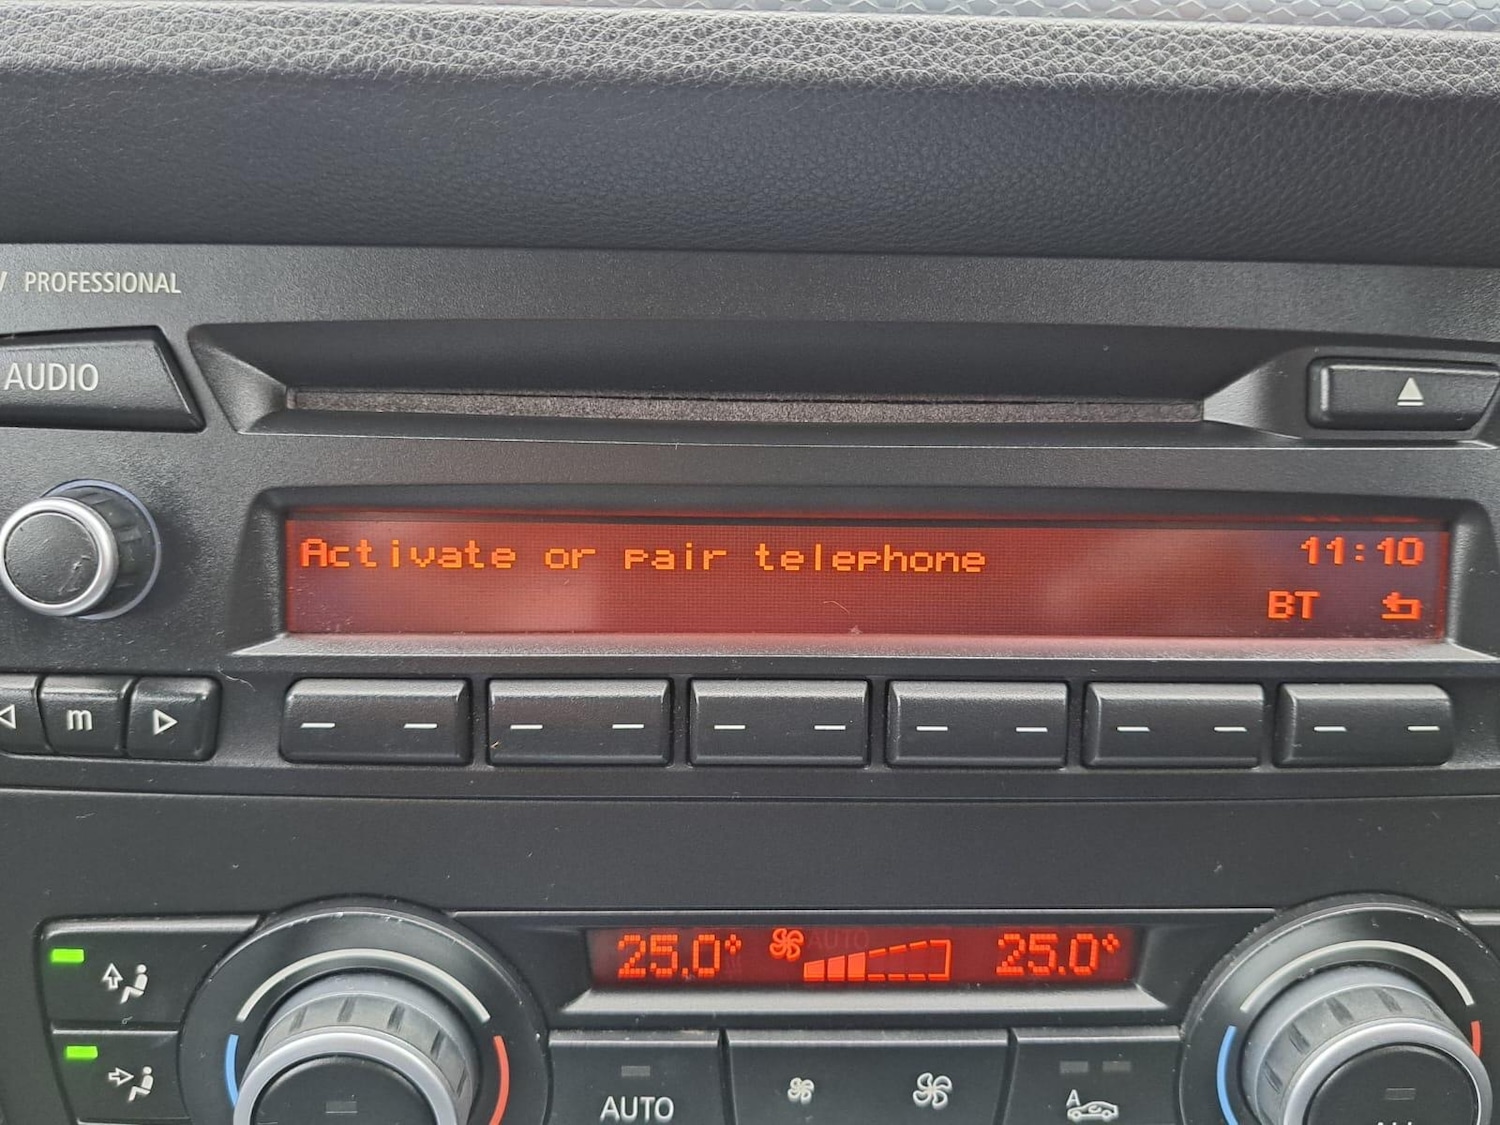 PROFESSIONAL
AUDIO
Activate or pair telephone 11:10
BT
m
25.0° AUTO 25.0°
AUTO
A